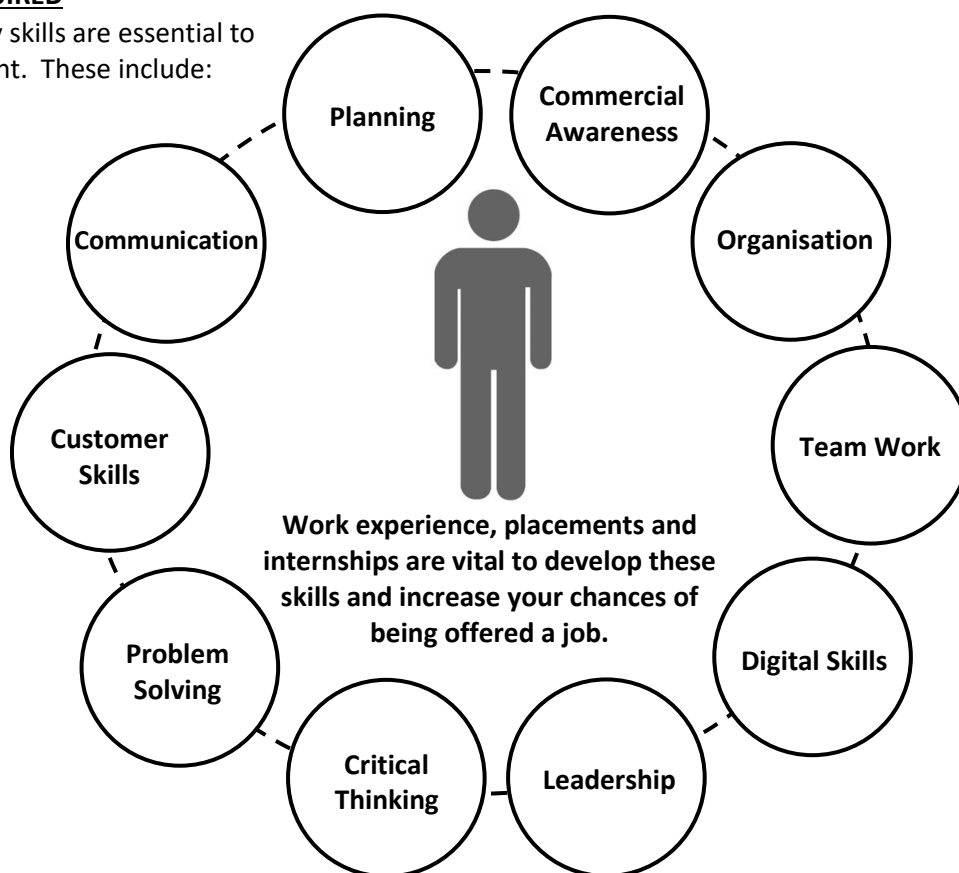 y skills are essential to
nt. These include:
Planning
Commercial
Awareness
Communication
Organisation
Customer
Skills
Team Work
Work experience, placements and
internships are vital to develop these
skills and increase your chances of
being offered a job.
Problem
Solving
Digital Skills
Critical
Thinking
Leadership